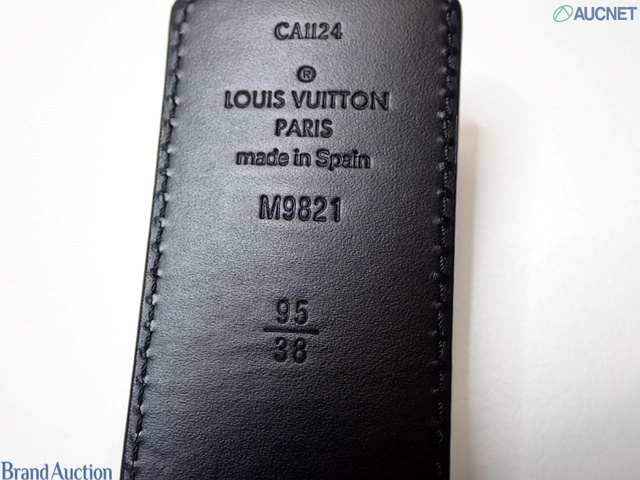 CA1124
AUCNET
®
LOUIS VUITTON
PARIS
made in Spain
M9821
95
38
Brand Auction